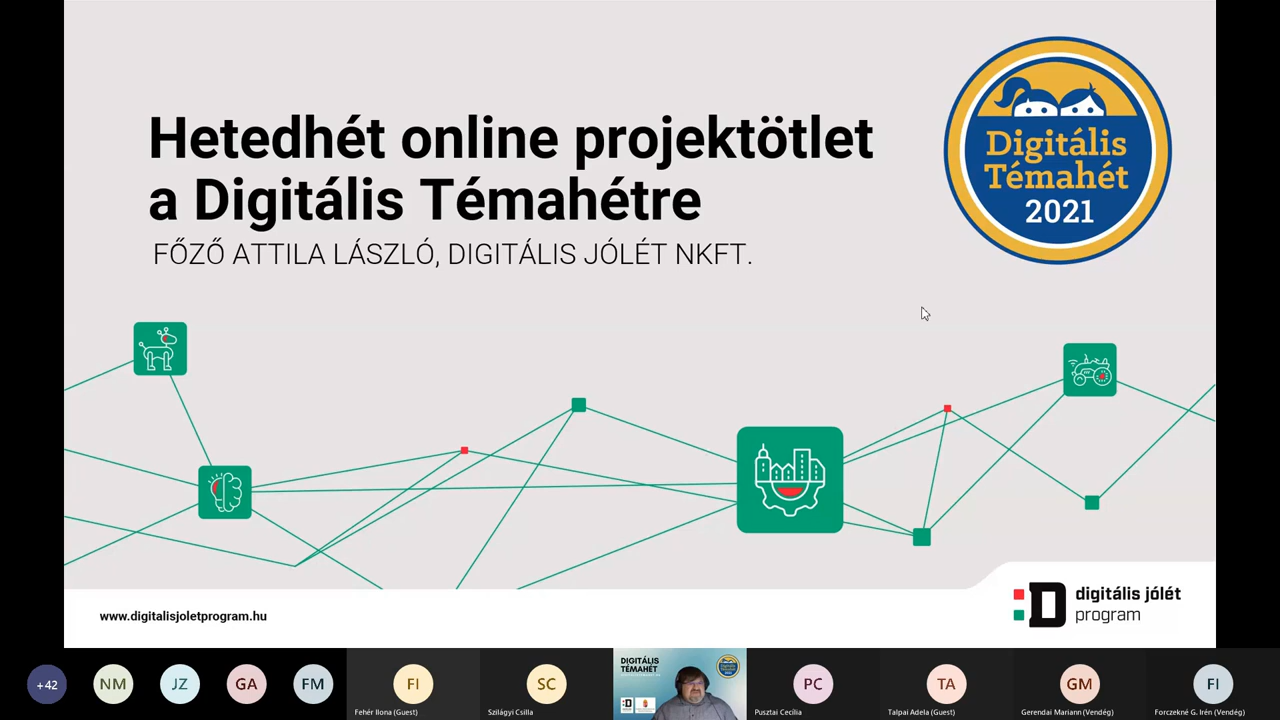 Hetedhét online projektötlet
a Digitális Témahétre
FŐZŐ ATTILA LÁSZLÓ, DIGITÁLIS JÓLÉT NKFT.
Digitális
Témahét
2021
www.digitalisjoletprogram.hu
digitális jólét
program
+42
NM
JZ
GA
FM
FI
Fehér Ilona (Guest)
SC
Szilágyi Csilla
DIGITÁLIS
TÉMAHÉT
PC
Pusztai Cecília
TA
Talpai Adela (Guest)
GM
Gerendai Mariann (Vendég)
FI
Forczekné G. Irén (Vendég)